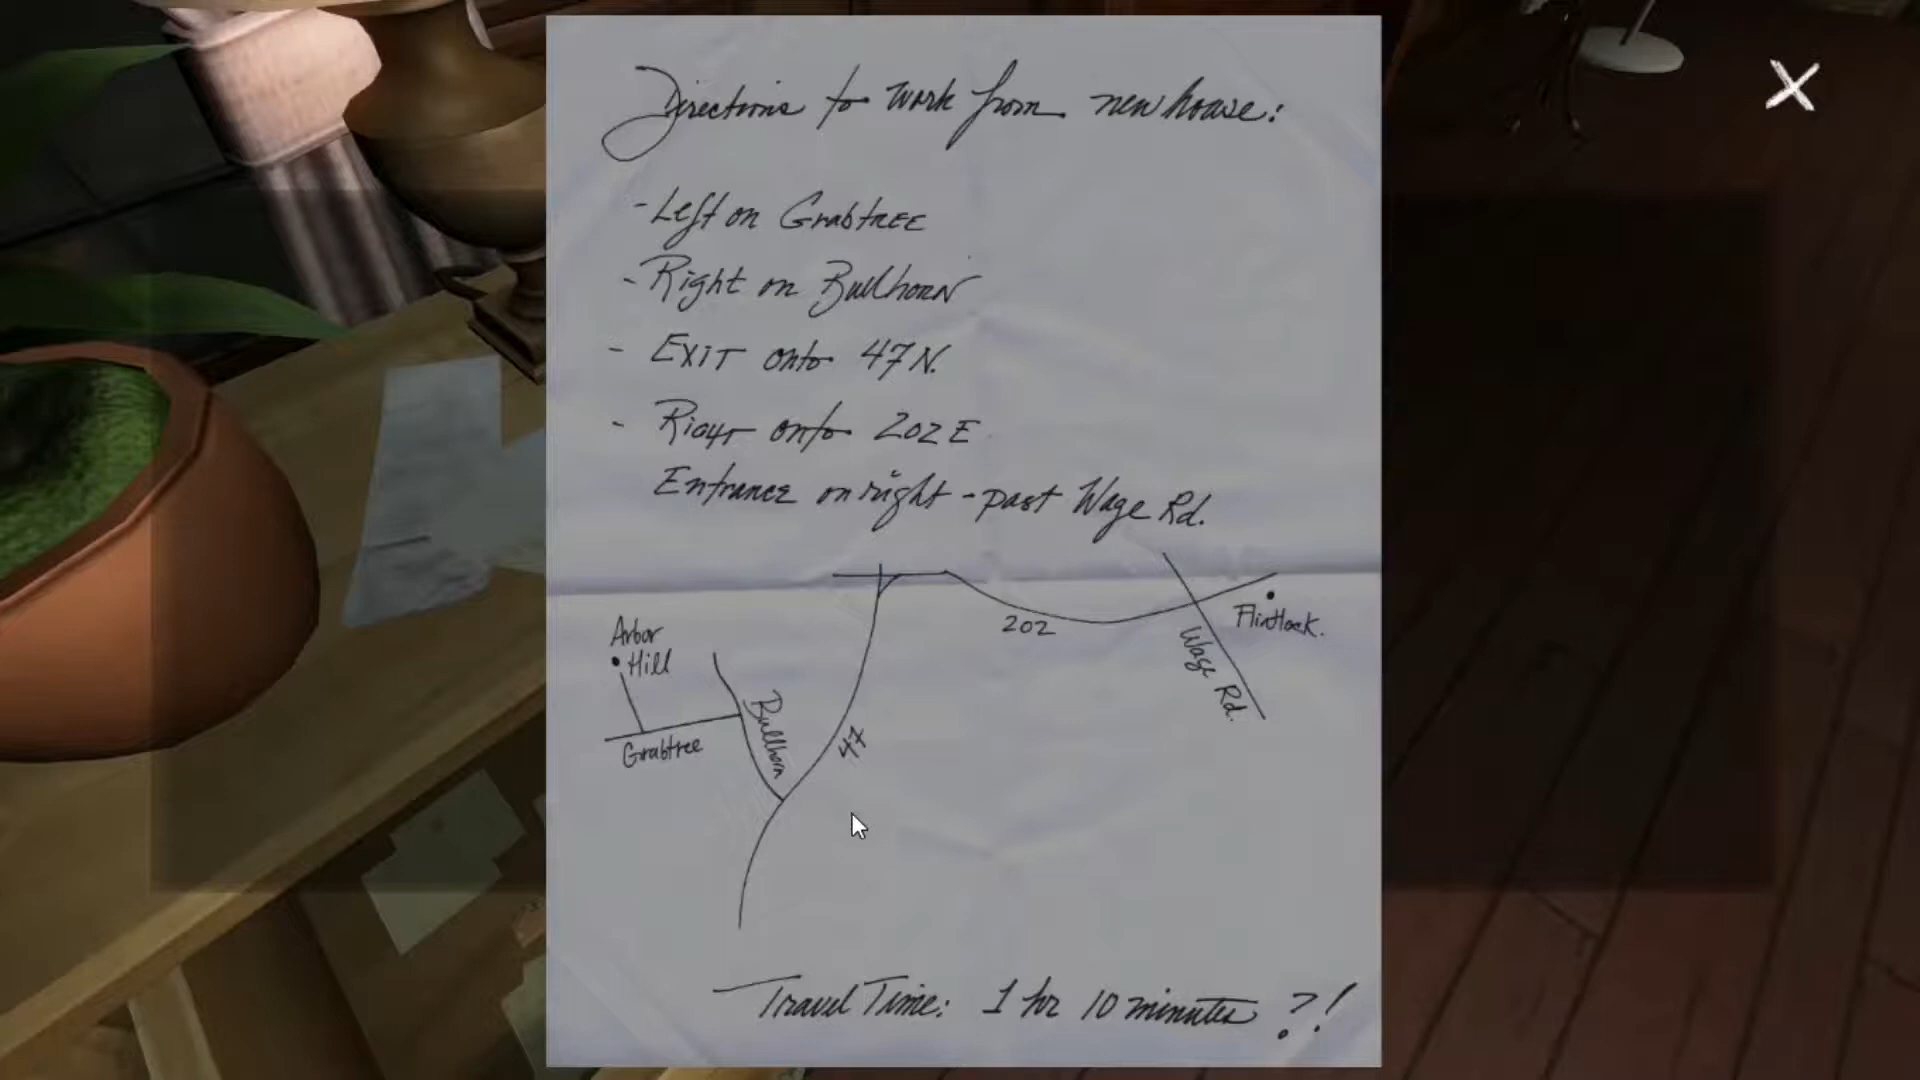 Directions to work from new house:
- Left on Grabtree
- Right on Bullhorn
- Exit onto 47 N.
- Right onto 202 E
Entrance on right - past Wage Rd.
Arbor
Hill
Grabtree
Bullhorn
47
202
Wage Rd.
Flintlock.
Travel Time: 1 hr 10 minutes ?!